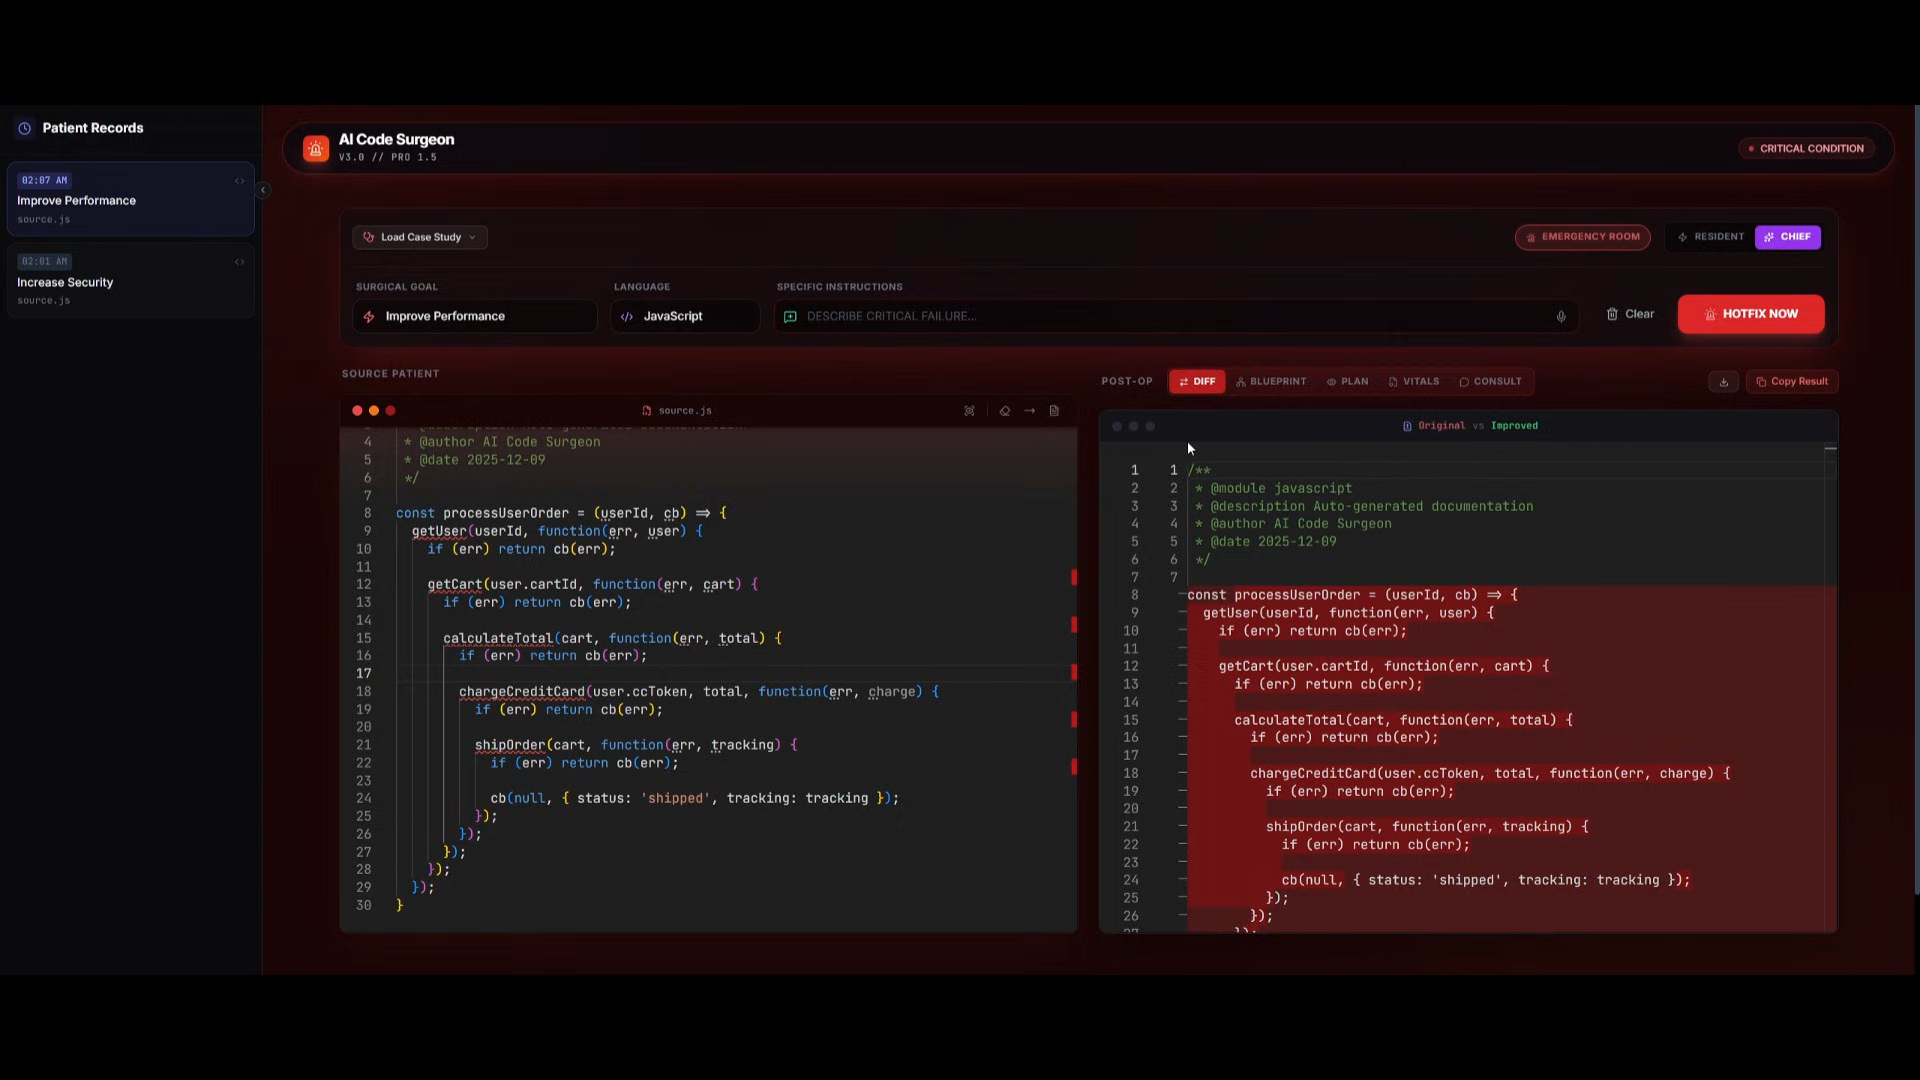 Patient Records
02:07 AM
Improve Performance
source.js
02:01 AM
Increase Security
source.js
AI Code Surgeon
V3.0 // PRO 1.5
CRITICAL CONDITION
Load Case Study
EMERGENCY ROOM
RESIDENT
CHIEF
SURGICAL GOAL
LANGUAGE
SPECIFIC INSTRUCTIONS
Improve Performance
</> JavaScript
DESCRIBE CRITICAL FAILURE...
Clear
HOTFIX NOW
SOURCE PATIENT
source.js
4 * @author AI Code Surgeon
5 * @date 2025-12-09
6 */
7
8 const processUserOrder = (userId, cb) => {
9 getUser(userId, function(err, user) {
10 if (err) return cb(err);
11
12 getCart(user.cartId, function(err, cart) {
13 if (err) return cb(err);
14
15 calculateTotal(cart, function(err, total) {
16 if (err) return cb(err);
17
18 chargeCreditCard(user.ccToken, total, function(err, charge) {
19 if (err) return cb(err);
20
21 shipOrder(cart, function(err, tracking) {
22 if (err) return cb(err);
23
24 cb(null, { status: 'shipped', tracking: tracking });
25 });
26 });
27 });
28 });
29 });
30 }
POST-OP
DIFF
BLUEPRINT
PLAN
VITALS
CONSULT
Copy Result
Original vs Improved
1 1 /**
2 2 * @module javascript
3 3 * @description Auto-generated documentation
4 4 * @author AI Code Surgeon
5 5 * @date 2025-12-09
6 6 */
7 7
8 —const processUserOrder = (userId, cb) => {
9 — getUser(userId, function(err, user) {
10 — if (err) return cb(err);
11 —
12 — getCart(user.cartId, function(err, cart) {
13 — if (err) return cb(err);
14 —
15 — calculateTotal(cart, function(err, total) {
16 — if (err) return cb(err);
17 —
18 — chargeCreditCard(user.ccToken, total, function(err, charge) {
19 — if (err) return cb(err);
20 —
21 — shipOrder(cart, function(err, tracking) {
22 — if (err) return cb(err);
23 —
24 — cb(null, { status: 'shipped', tracking: tracking });
25 — });
26 — });